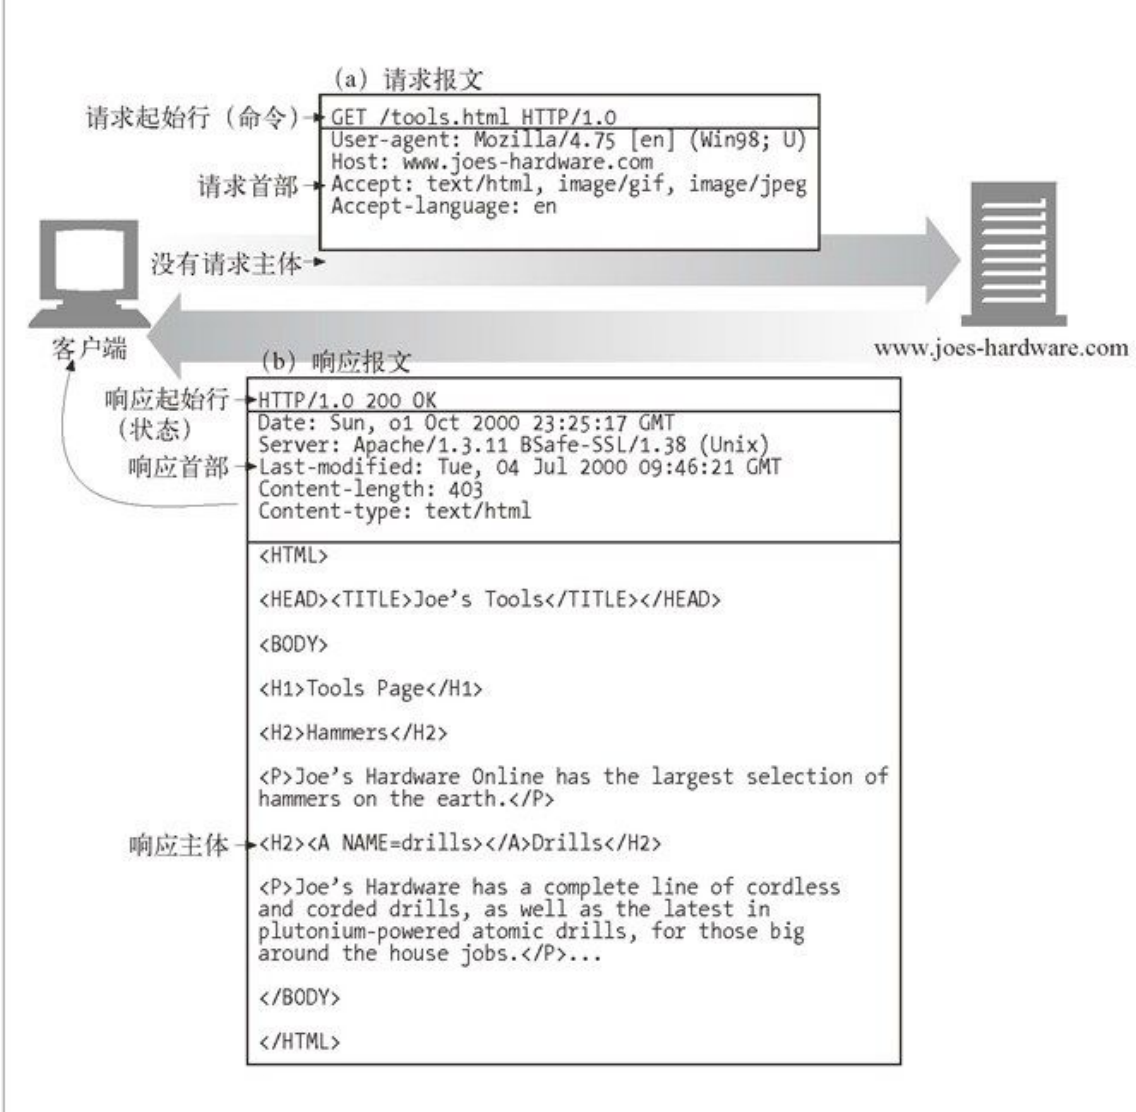 (a) 请求报文
请求起始行（命令）
GET /tools.html HTTP/1.0
User-agent: Mozilla/4.75 [en] (Win98; U)
Host: www.joes-hardware.com
请求首部
Accept: text/html, image/gif, image/jpeg
Accept-language: en
没有请求主体
客户端
www.joes-hardware.com
(b) 响应报文
响应起始行
（状态）
HTTP/1.0 200 OK
Date: Sun, o1 Oct 2000 23:25:17 GMT
Server: Apache/1.3.11 BSafe-SSL/1.38 (Unix)
响应首部
Last-modified: Tue, 04 Jul 2000 09:46:21 GMT
Content-length: 403
Content-type: text/html
<HTML>
<HEAD><TITLE>Joe's Tools</TITLE></HEAD>
<BODY>
<H1>Tools Page</H1>
<H2>Hammers</H2>
<P>Joe's Hardware Online has the largest selection of
hammers on the earth.</P>
响应主体
<H2><A NAME=drills></A>Drills</H2>
<P>Joe's Hardware has a complete line of cordless
and corded drills, as well as the latest in
plutonium-powered atomic drills, for those big
around the house jobs.</P>...
</BODY>
</HTML>